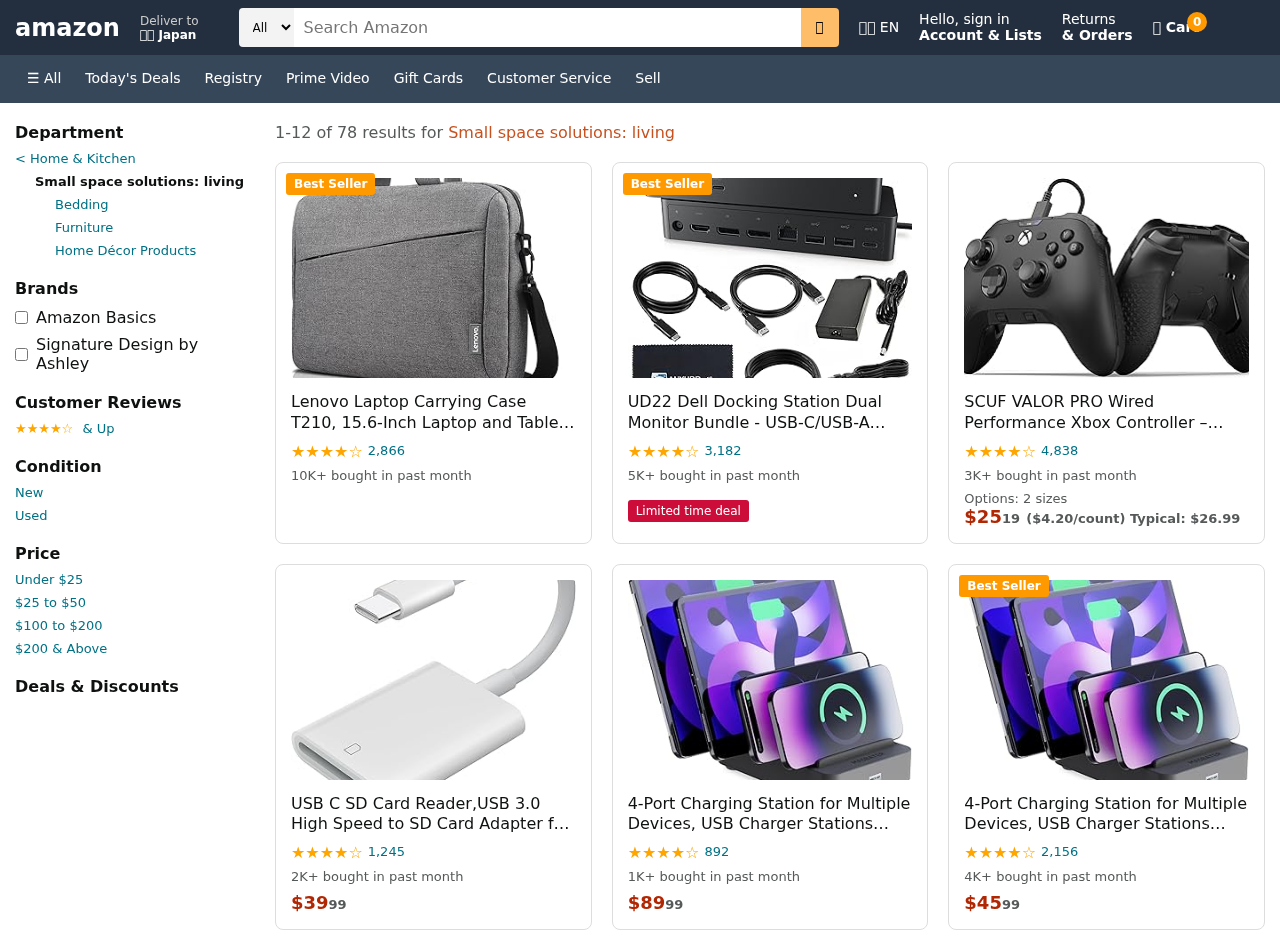 amazon
Deliver to
Japan
All
Search Amazon
EN
Hello, sign in
Account & Lists
Returns
& Orders
0
☰ All
Today's Deals
Registry
Prime Video
Gift Cards
Customer Service
Sell
Department
< Home & Kitchen
Small space solutions: living
Bedding
Furniture
Home Décor Products
Brands
Amazon Basics
Signature Design by
Ashley
Customer Reviews
★★★★☆ & Up
Condition
New
Used
Price
Under $25
$25 to $50
$100 to $200
$200 & Above
Deals & Discounts
1-12 of 78 results for Small space solutions: living
Best Seller
Lenovo
Lenovo Laptop Carrying Case
T210, 15.6-Inch Laptop and Table…
★★★★☆ 2,866
10K+ bought in past month
Best Seller
UD22 Dell Docking Station Dual
Monitor Bundle - USB-C/USB-A…
★★★★☆ 3,182
5K+ bought in past month
Limited time deal
SCUF VALOR PRO Wired
Performance Xbox Controller –…
★★★★☆ 4,838
3K+ bought in past month
Options: 2 sizes
$2519 ($4.20/count) Typical: $26.99
USB C SD Card Reader,USB 3.0
High Speed to SD Card Adapter f…
★★★★☆ 1,245
2K+ bought in past month
$3999
4-Port Charging Station for Multiple
Devices, USB Charger Stations…
★★★★☆ 892
1K+ bought in past month
$8999
Best Seller
4-Port Charging Station for Multiple
Devices, USB Charger Stations…
★★★★☆ 2,156
4K+ bought in past month
$4599